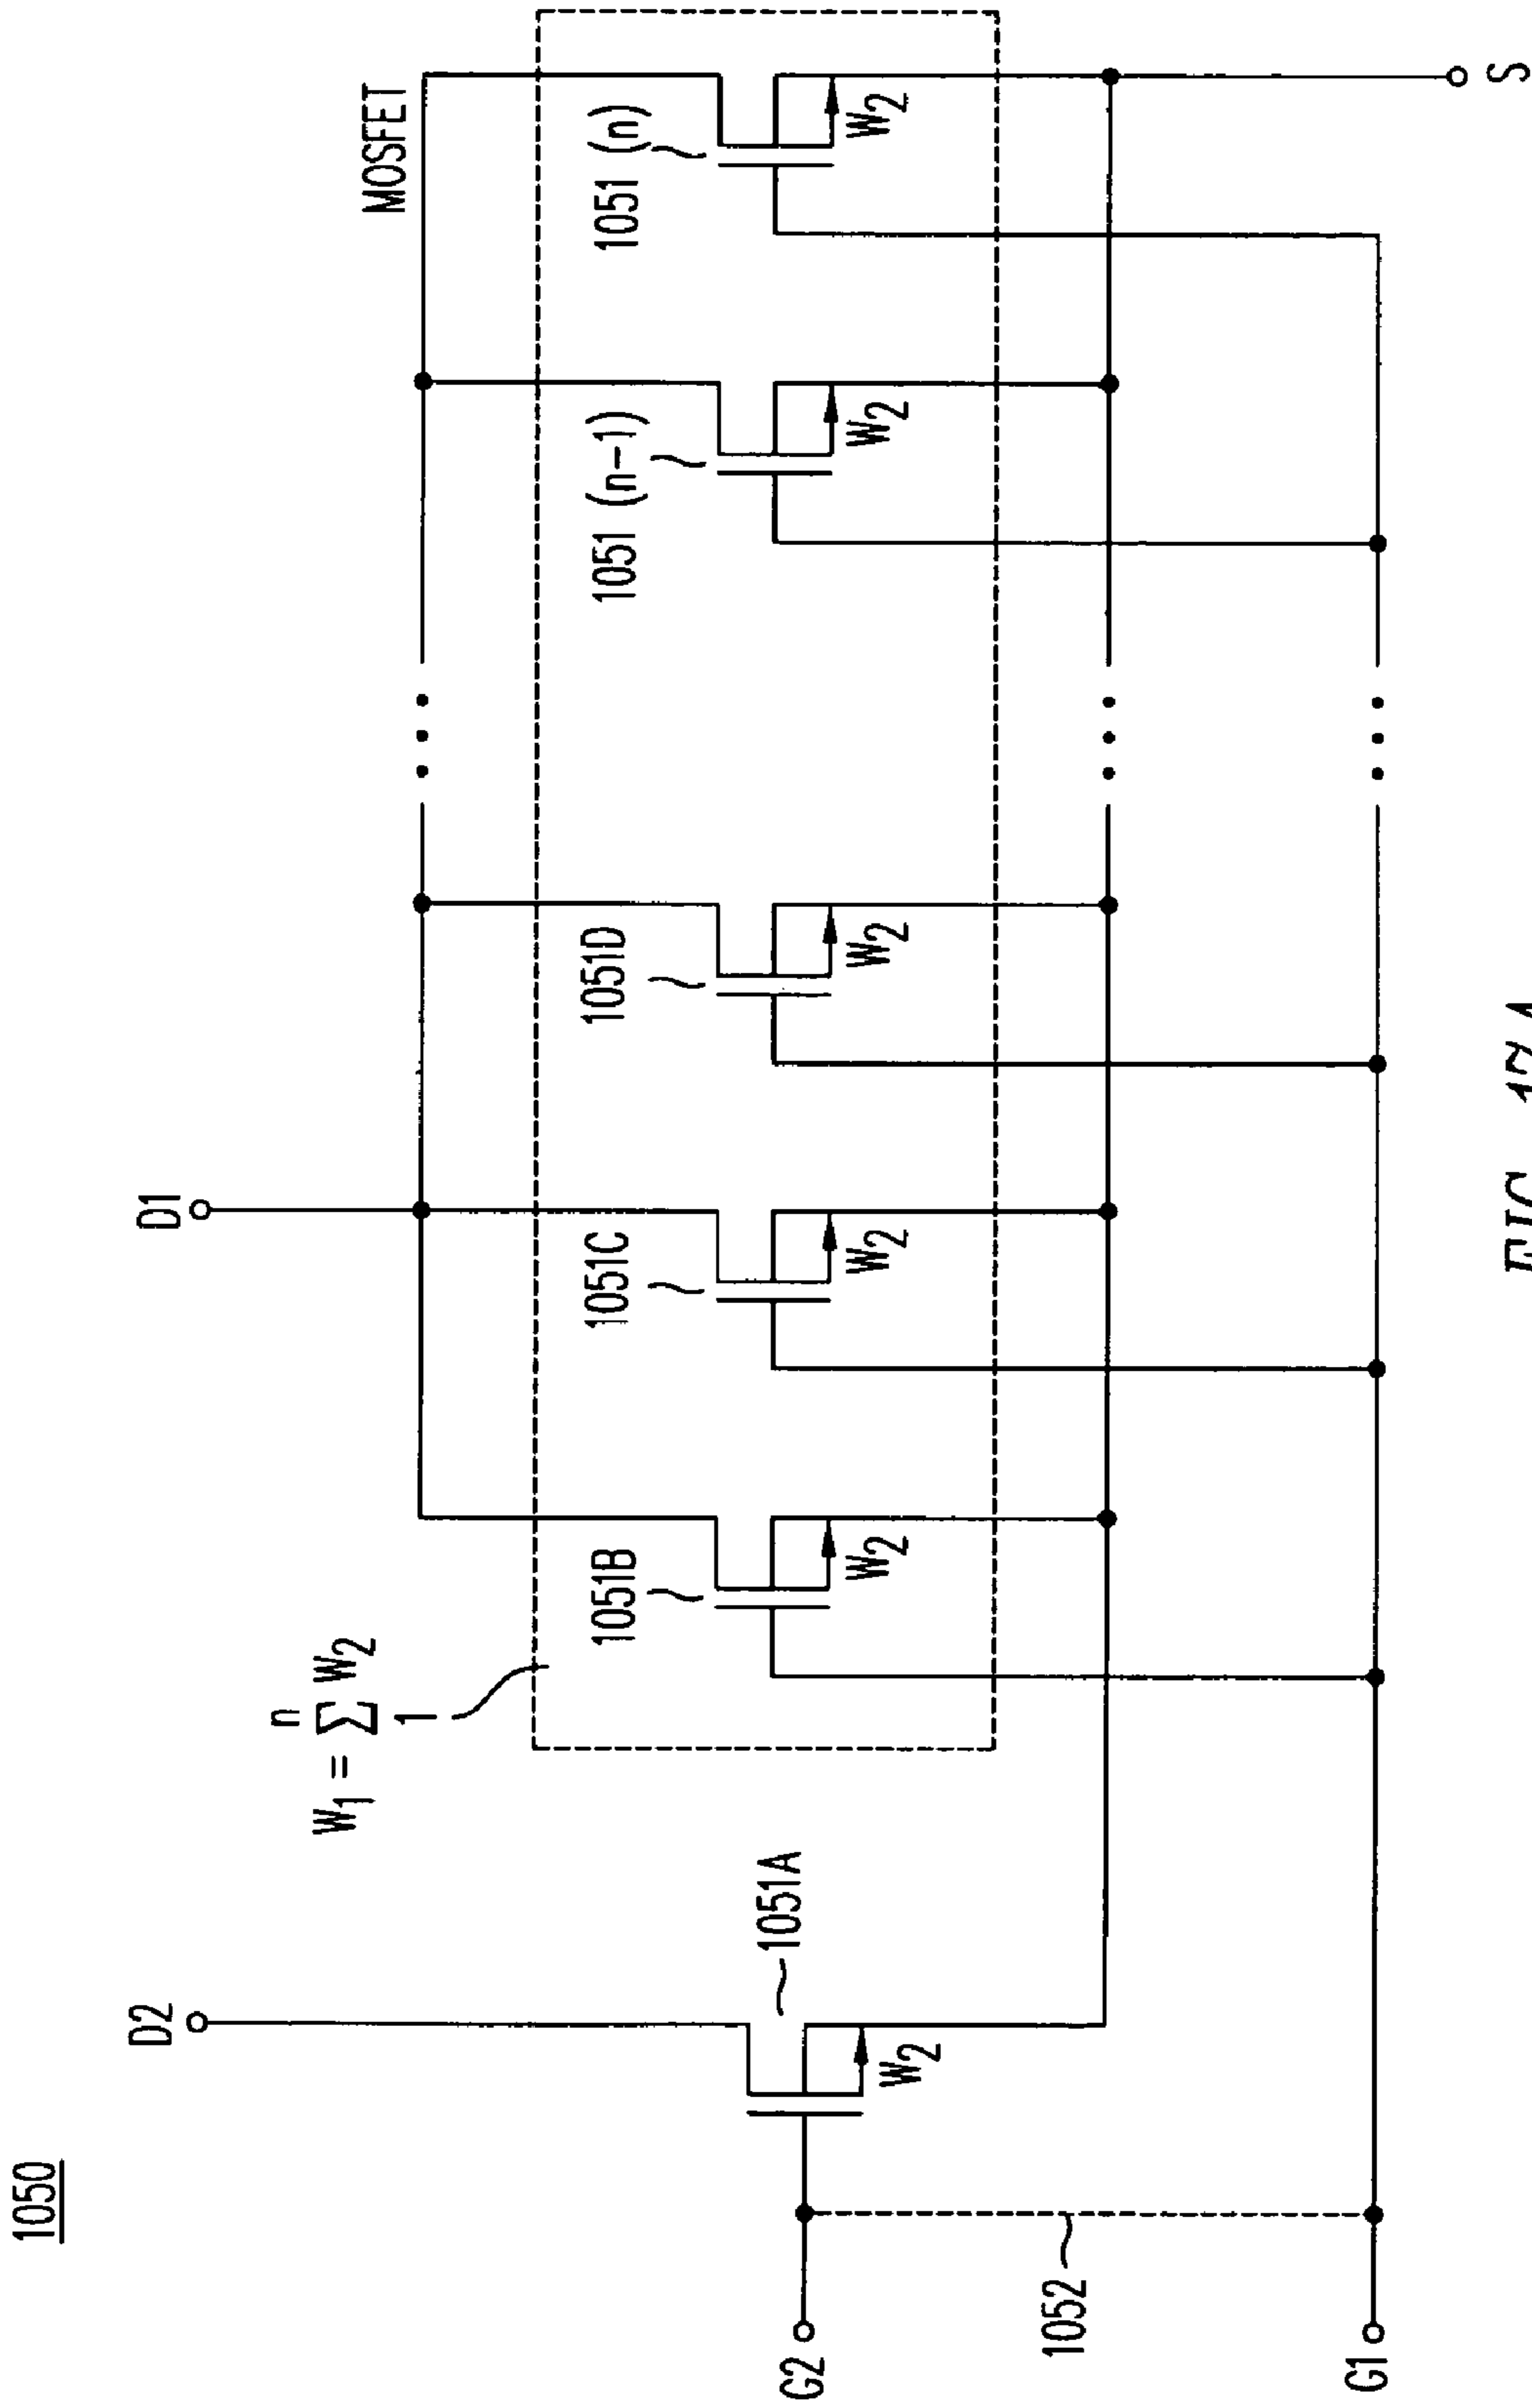 1050
D2
D1
W1 = n Σ 1 W2
MOSFET
1051A
1051B
1051C
1051D
1051 (n-1)
1051 (n)
W2
W2
W2
W2
W2
W2
G2
1052
G1
S